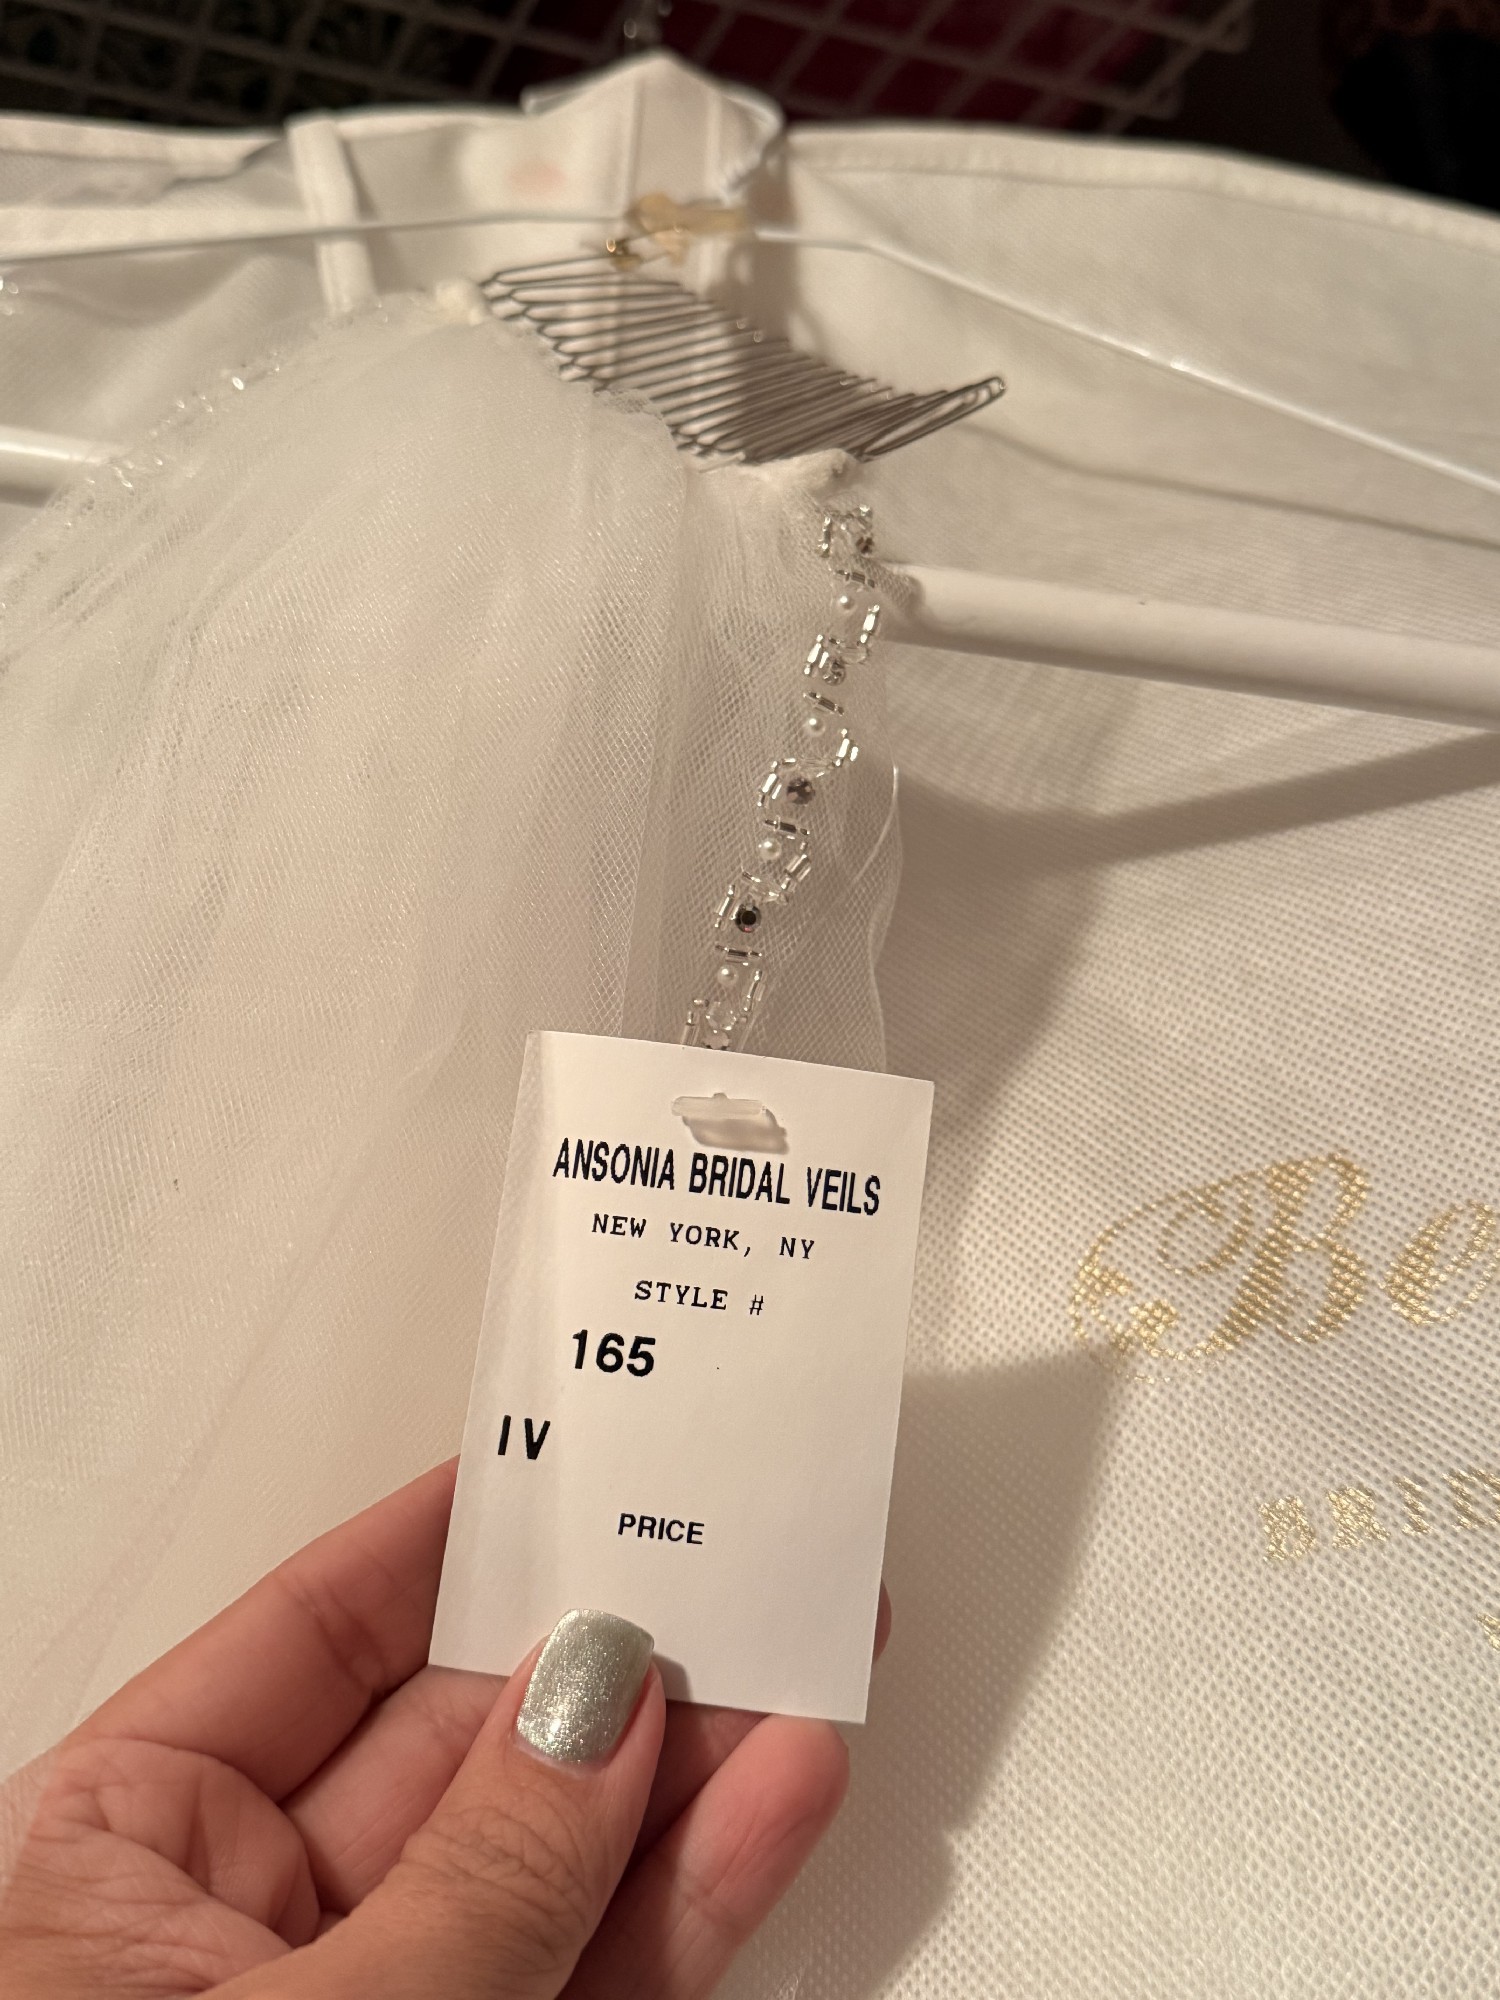 ANSONIA BRIDAL VEILS
NEW YORK, NY
STYLE #
165
IV
PRICE